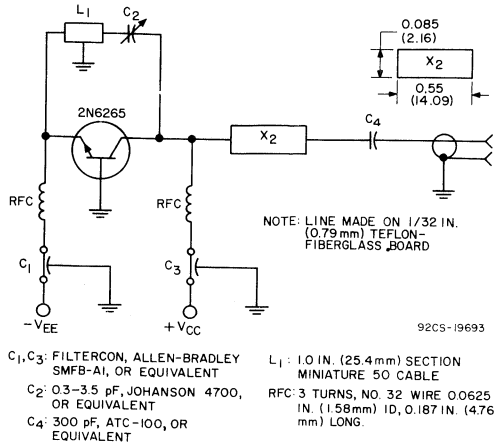 L₁
C₂
0.085
(2.16)
X₂
0.55
(14.09)
2N6265
C₄
X₂
RFC
RFC
NOTE: LINE MADE ON 1/32 IN.
(0.79 mm) TEFLON-
FIBERGLASS BOARD
C₁
C₃
-VEE
+VCC
92CS-19693
C₁,C₃: FILTERCON, ALLEN-BRADLEY
SMFB-A1, OR EQUIVALENT
C₂: 0.3-3.5 pF, JOHANSON 4700,
OR EQUIVALENT
C₄: 300 pF, ATC-100, OR
EQUIVALENT
L₁: 1.0 IN. (25.4mm) SECTION
MINIATURE 50 CABLE
RFC: 3 TURNS, NO. 32 WIRE 0.0625
IN. (1.58mm) ID, 0.187 IN. (4.76
mm) LONG.